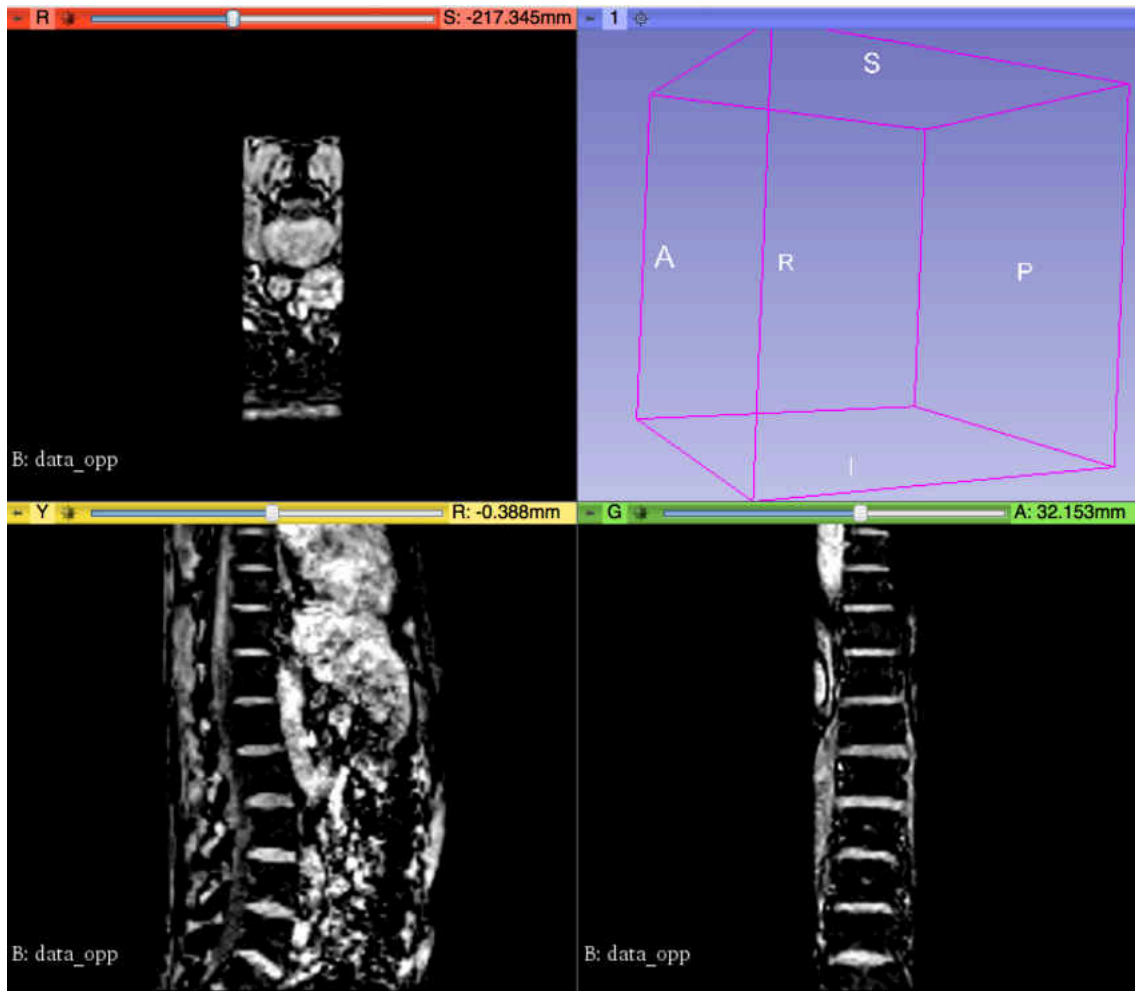 R S: -217.345mm
1
S
A
R
P
I
B: data_opp
Y R: -0.388mm
G A: 32.153mm
B: data_opp
B: data_opp